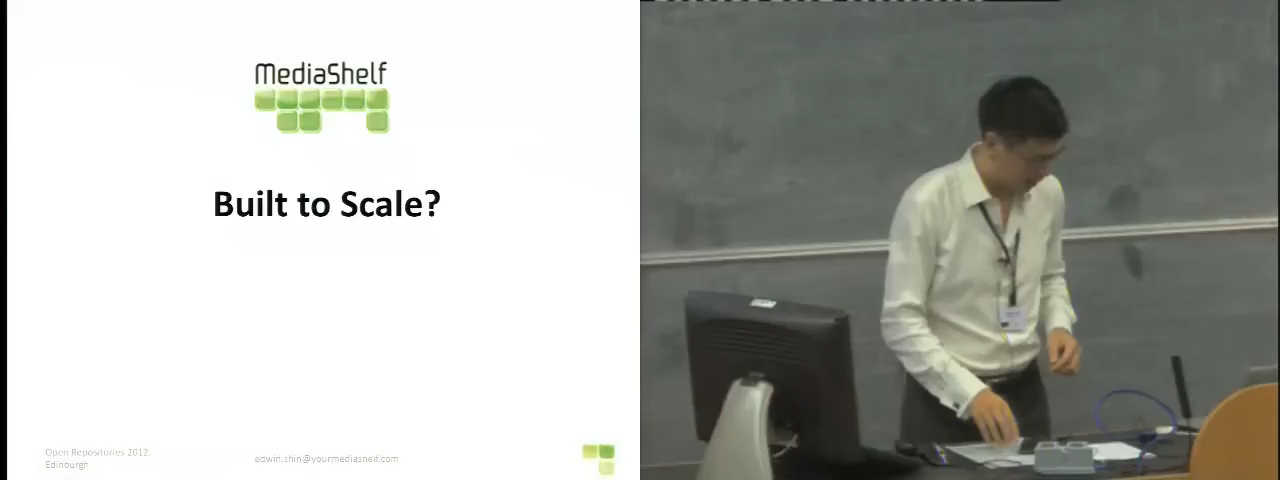 MediaShelf
Built to Scale?
Open Repositories 2012,
Edinburgh
edwin.shin@yourmediashelf.com